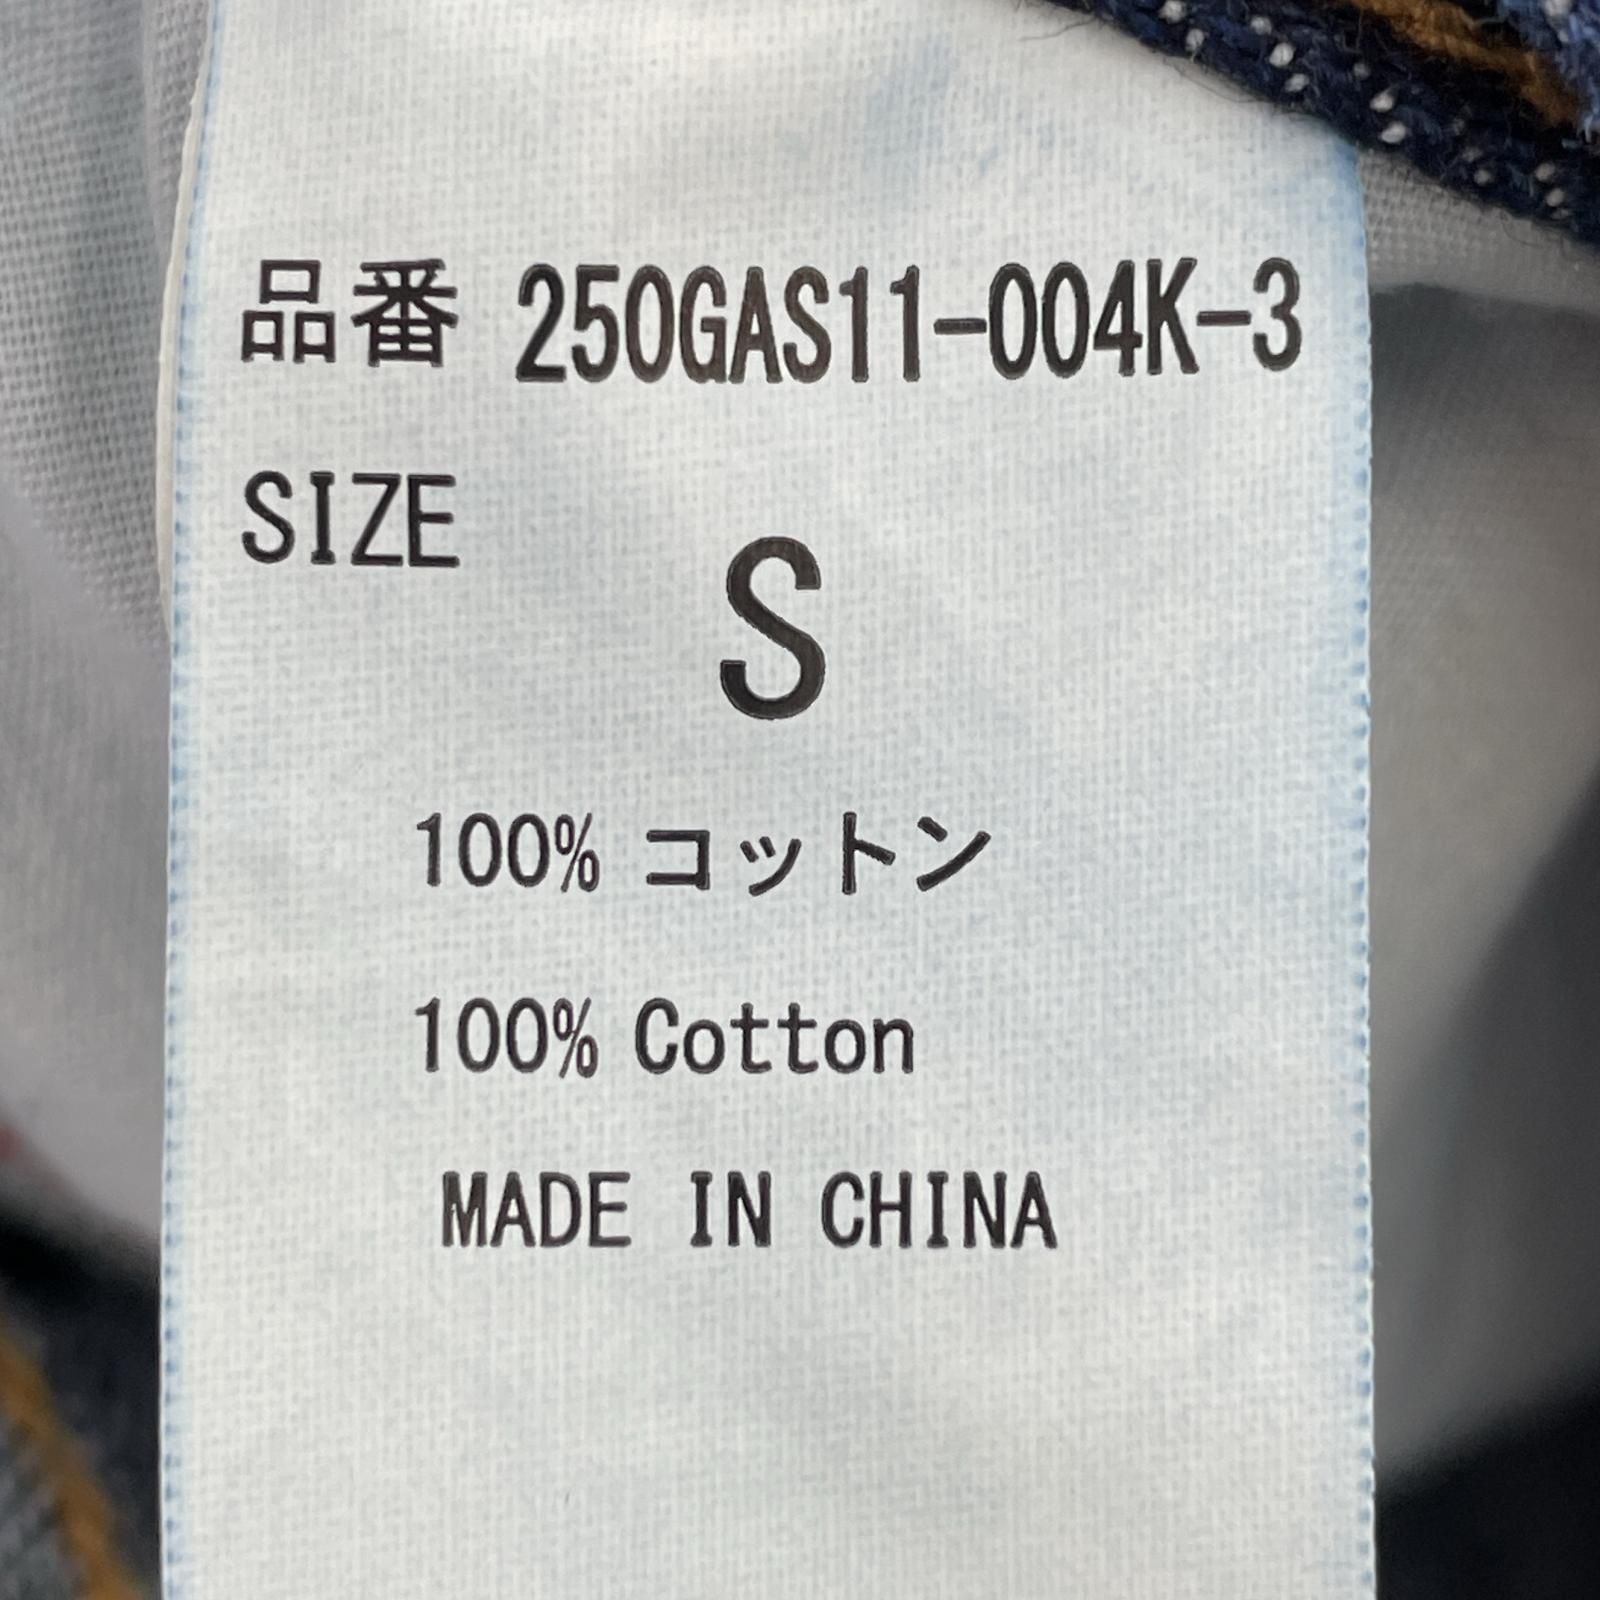 品番 250GAS11-004K-3
SIZE
S
100% コットン
100% Cotton
MADE IN CHINA